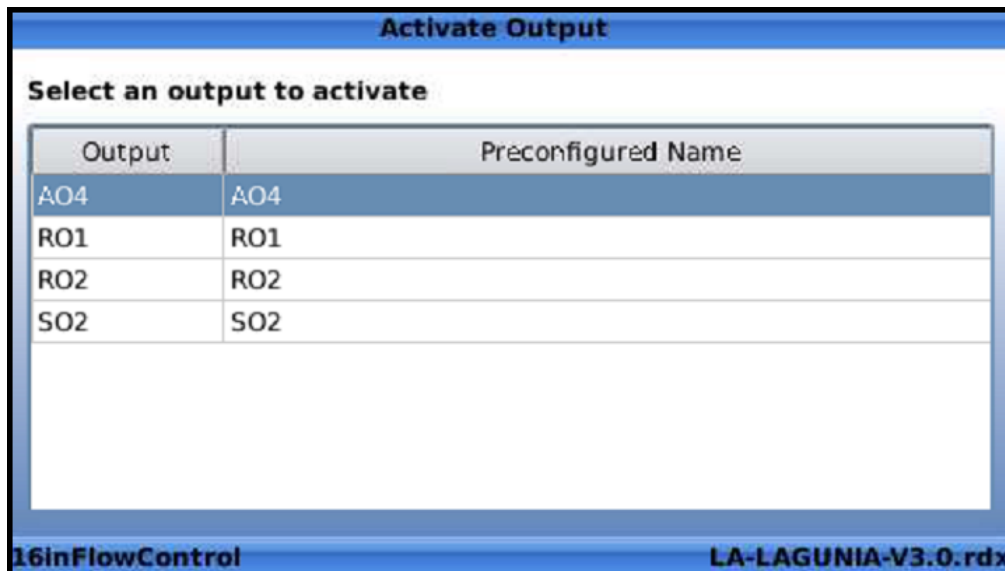 Activate Output
Select an output to activate
Output Preconfigured Name
AO4 AO4
RO1 RO1
RO2 RO2
SO2 SO2
16inFlowControl LA-LAGUNIA-V3.0.rdx